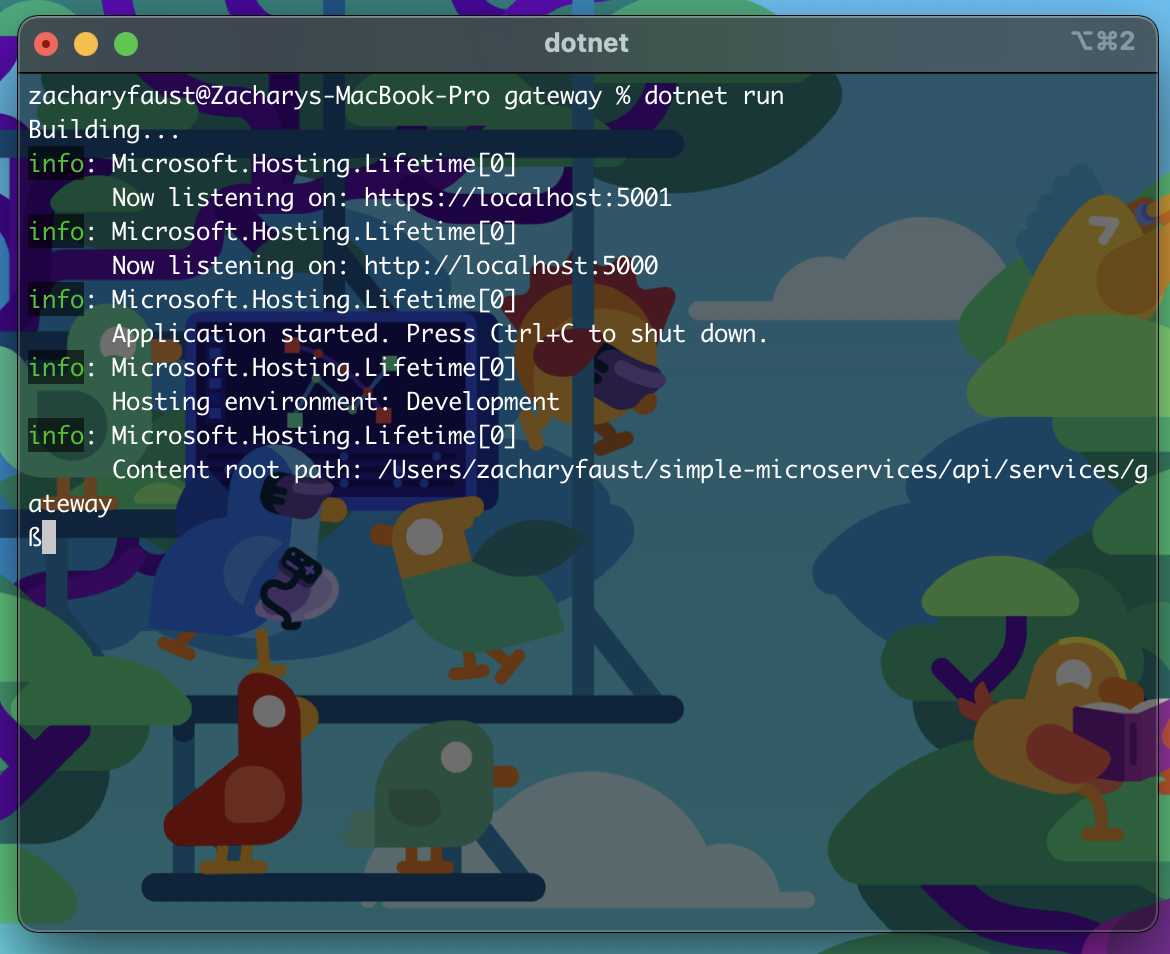 dotnet ⌥⌘2
zacharyfaust@Zacharys-MacBook-Pro gateway % dotnet run
Building...
info: Microsoft.Hosting.Lifetime[0]
Now listening on: https://localhost:5001
info: Microsoft.Hosting.Lifetime[0]
Now listening on: http://localhost:5000
info: Microsoft.Hosting.Lifetime[0]
Application started. Press Ctrl+C to shut down.
info: Microsoft.Hosting.Lifetime[0]
Hosting environment: Development
info: Microsoft.Hosting.Lifetime[0]
Content root path: /Users/zacharyfaust/simple-microservices/api/services/g
ateway
ß